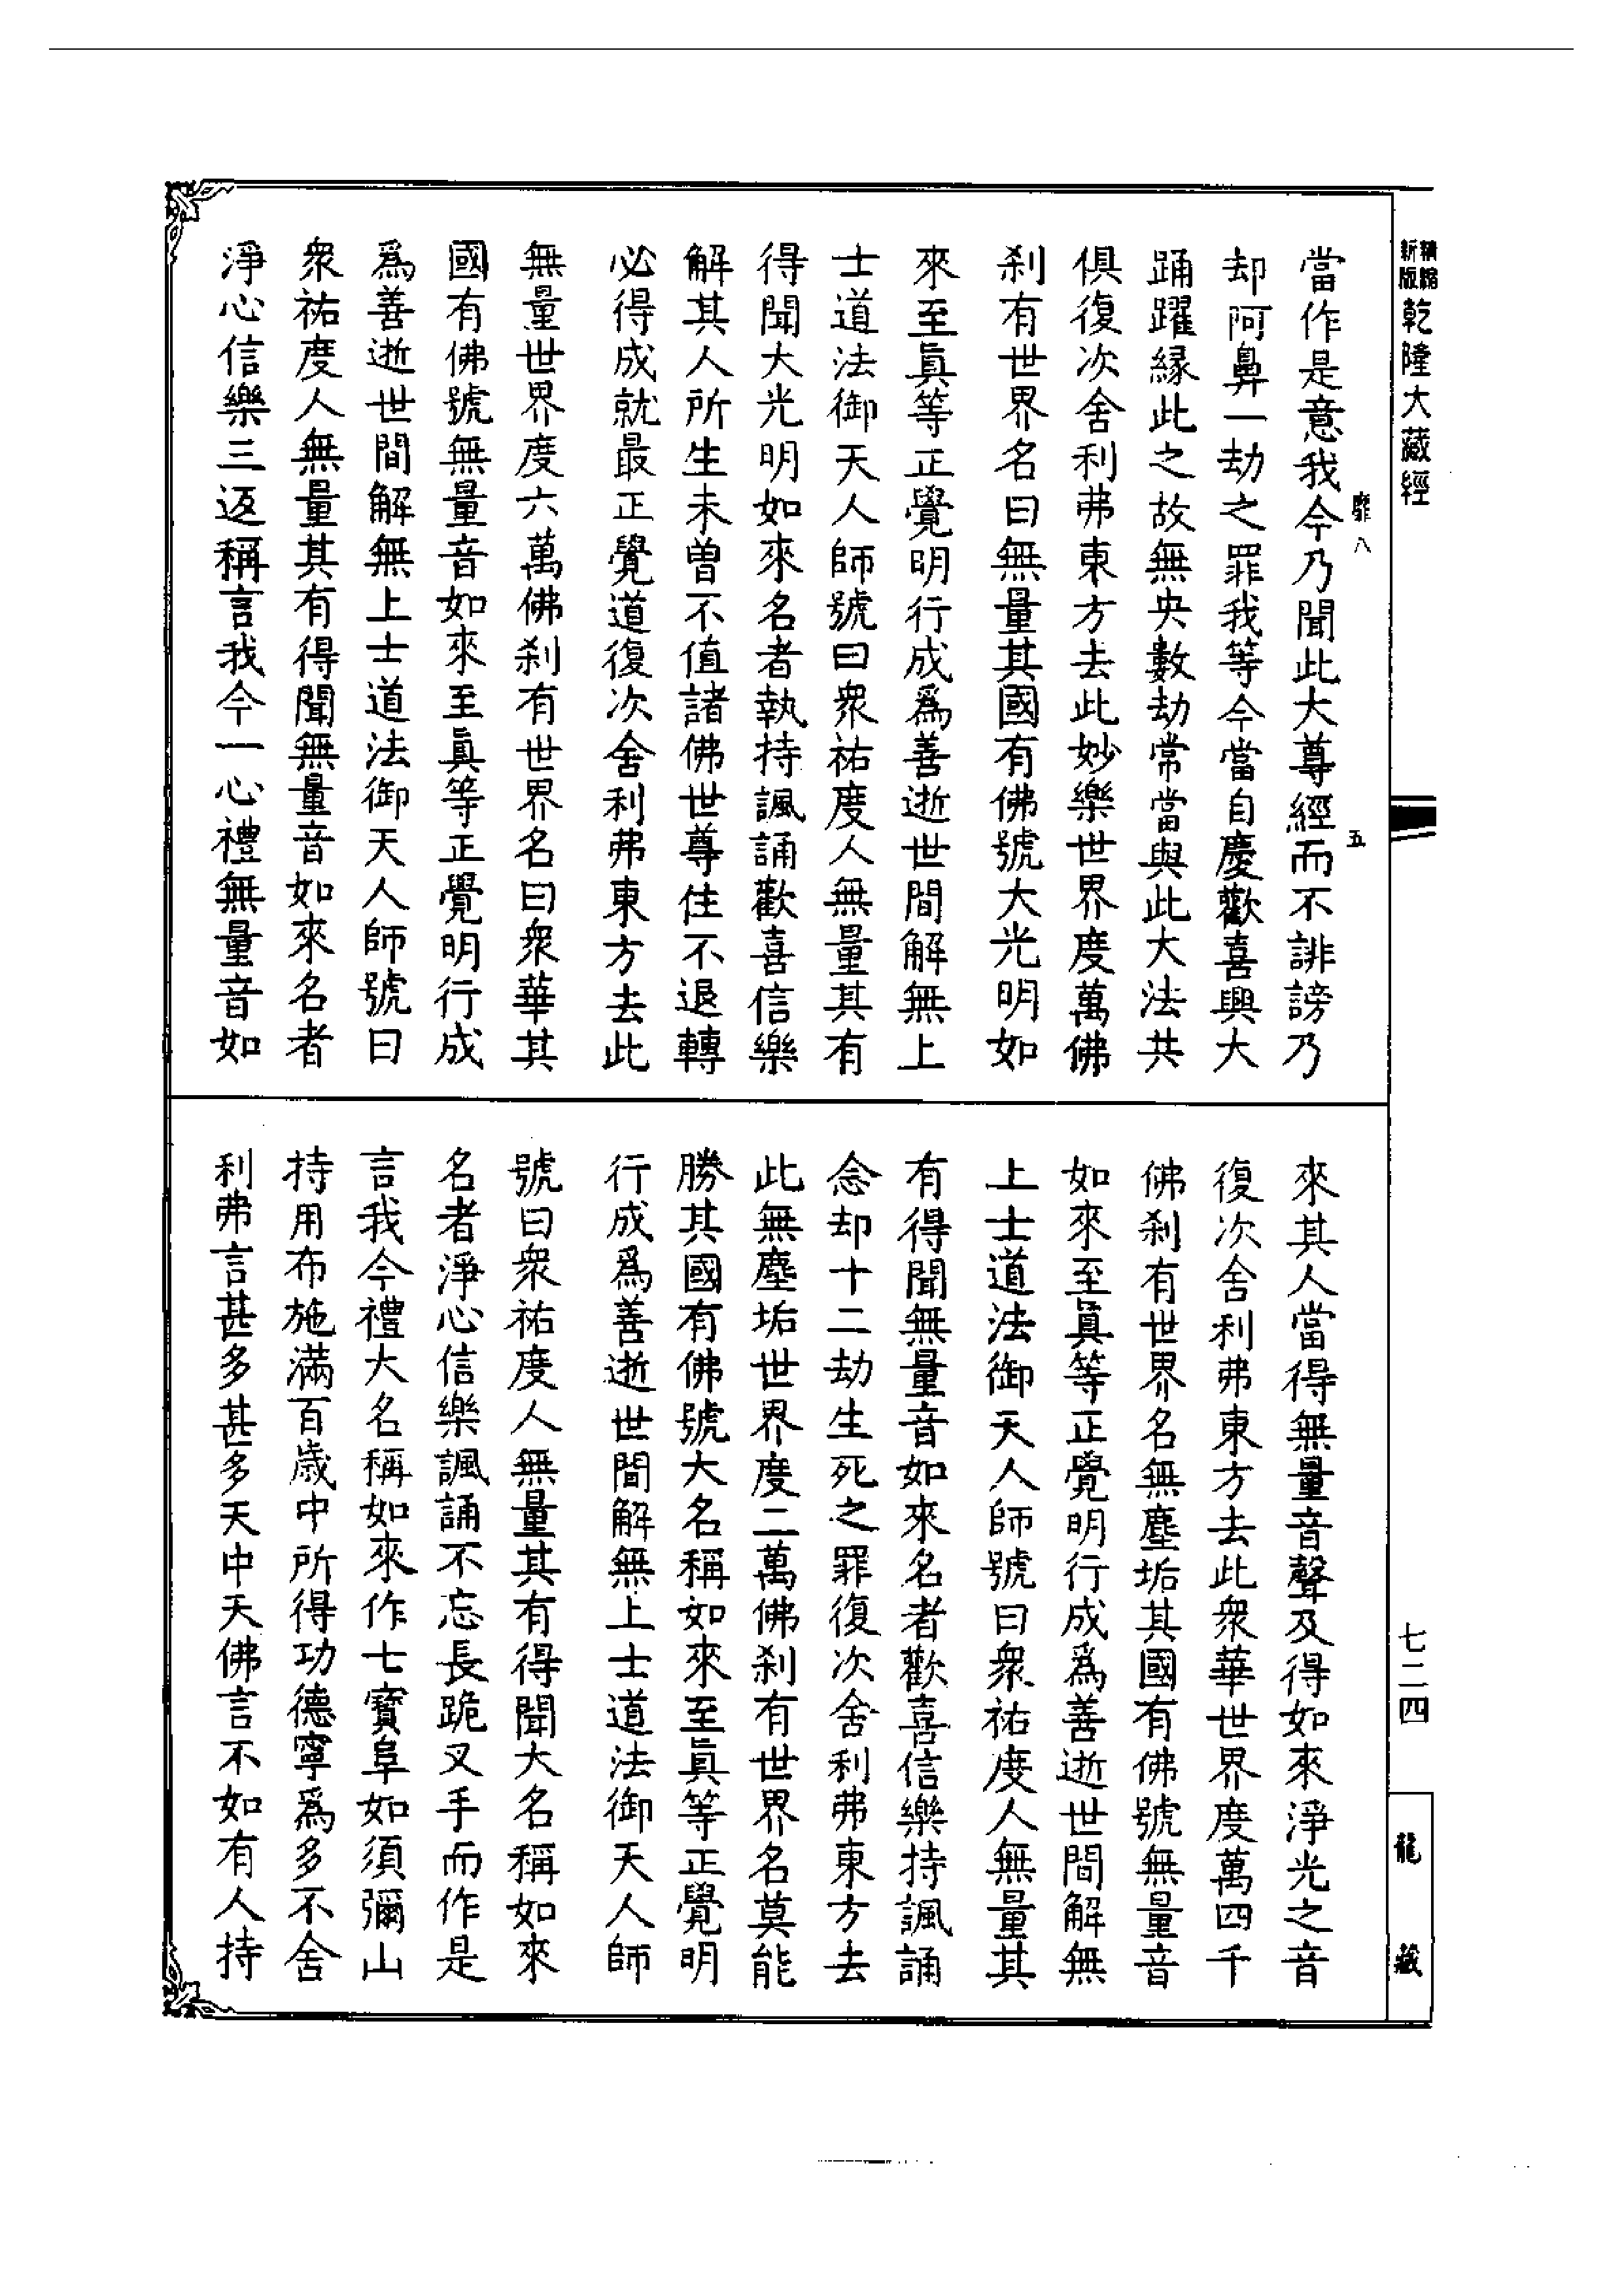 精縮新版乾隆大藏經
靡八
五
當作是意我今乃聞此大尊經而不誹謗乃
却阿鼻一劫之罪我等今當自慶歡喜興大
踊躍緣此之故無央數劫常當與此大法共
俱復次舍利弗東方去此妙樂世界度萬佛
刹有世界名曰無量其國有佛號大光明如
來至眞等正覺明行成爲善逝世間解無上
士道法御天人師號曰衆祐度人無量其有
得聞大光明如來名者執持諷誦歡喜信樂
解其人所生未曾不值諸佛世尊住不退轉
必得成就最正覺道復次舍利弗東方去此
無量世界度六萬佛刹有世界名曰衆華其
國有佛號無量音如來至眞等正覺明行成
爲善逝世間解無上士道法御天人師號曰
衆祐度人無量其有得聞無量音如來名者
淨心信樂三返稱言我今一心禮無量音如
來其人當得無量音聲及得如來淨光之音
復次舍利弗東方去此衆華世界度萬四千
佛刹有世界名無塵垢其國有佛號無量音
如來至眞等正覺明行成爲善逝世間解無
上士道法御天人師號曰衆祐度人無量其
有得聞無量音如來名者歡喜信樂持諷誦
念却十二劫生死之罪復次舍利弗東方去
此無塵垢世界度二萬佛刹有世界名莫能
勝其國有佛號大名稱如來至眞等正覺明
行成爲善逝世間解無上士道法御天人師
號曰衆祐度人無量其有得聞大名稱如來
名者淨心信樂諷誦不忘長跪叉手而作是
言我今禮大名稱如來作七寶阜如須彌山
持用布施滿百歲中所得功德寧爲多不舍
利弗言甚多甚多天中天佛言不如有人持
七二四
龍藏